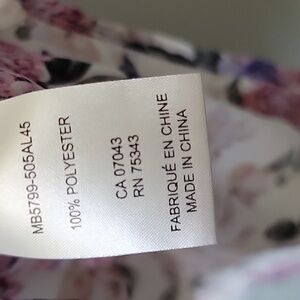 MB5799-505AL45
100% POLYESTER
CA 07043
RN 75343
FABRIQUÉ EN CHINE
MADE IN CHINA